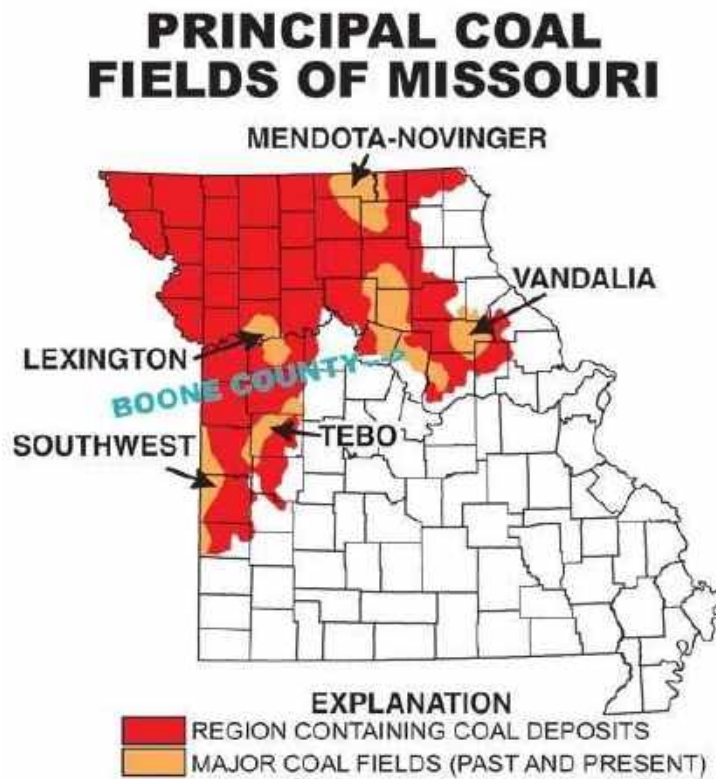 PRINCIPAL COAL
FIELDS OF MISSOURI
MENDOTA-NOVINGER
VANDALIA
LEXINGTON
BOONE COUNTY-->
SOUTHWEST
TEBO
EXPLANATION
REGION CONTAINING COAL DEPOSITS
MAJOR COAL FIELDS (PAST AND PRESENT)